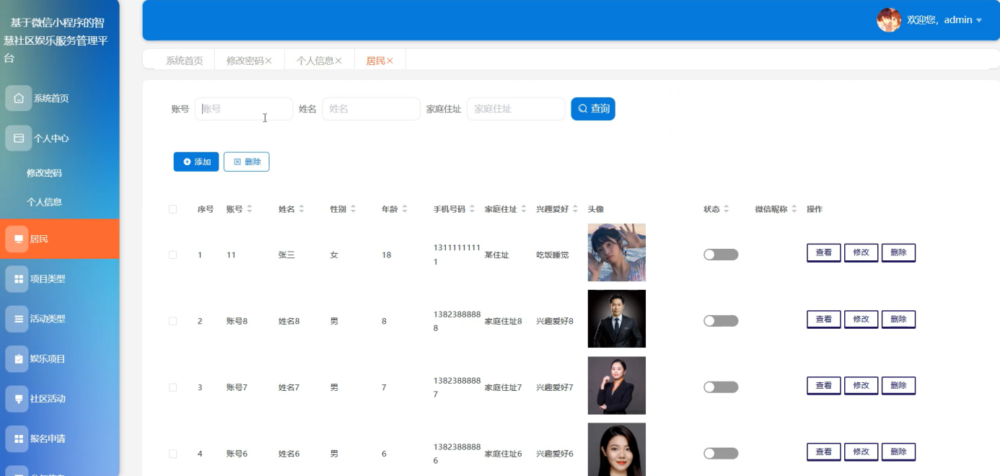 基于微信小程序的智
慧社区娱乐服务管理平
台
系统首页
个人中心
修改密码
个人信息
居民
项目类型
活动类型
娱乐项目
社区活动
报名申请
欢迎您，admin
系统首页 修改密码× 个人信息× 居民×
账号 账号 姓名 姓名 家庭住址 家庭住址 查询
添加 删除
序号 账号 姓名 性别 年龄 手机号码 家庭住址 兴趣爱好 头像 状态 微信昵称 操作
1 11 张三 女 18 1311111111
1 某住址 吃饭睡觉 查看 修改 删除
2 账号8 姓名8 男 8 1382388888
8 家庭住址8 兴趣爱好8 查看 修改 删除
3 账号7 姓名7 男 7 1382388888
7 家庭住址7 兴趣爱好7 查看 修改 删除
4 账号6 姓名6 男 6 1382388888
6 家庭住址6 兴趣爱好6 查看 修改 删除